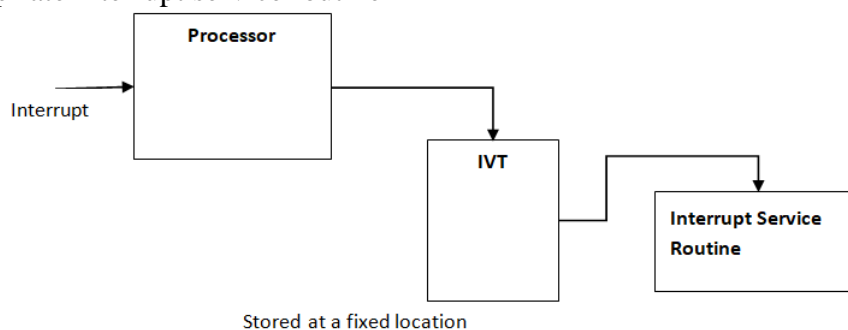 Processor
Interrupt
IVT
Interrupt Service
Routine
Stored at a fixed location